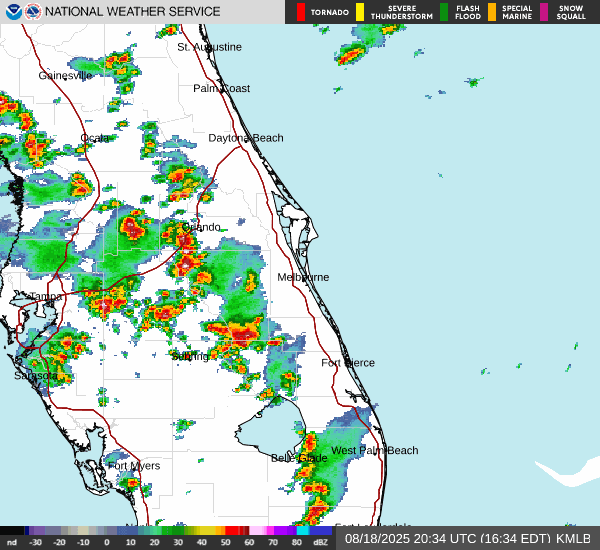 NATIONAL WEATHER SERVICE
TORNADO
SEVERE
THUNDERSTORM
FLASH
FLOOD
SPECIAL
MARINE
SNOW
SQUALL
St. Augustine
Gainesville
Palm Coast
Ocala
Daytona Beach
Orlando
Melbourne
Tampa
Sebring
Fort Pierce
Sarasota
West Palm Beach
Belle Glade
Fort Myers
nd -30 -20 -10 0 10 20 30 40 50 60 70 80 dBZ
08/18/2025 20:34 UTC (16:34 EDT) KMLB